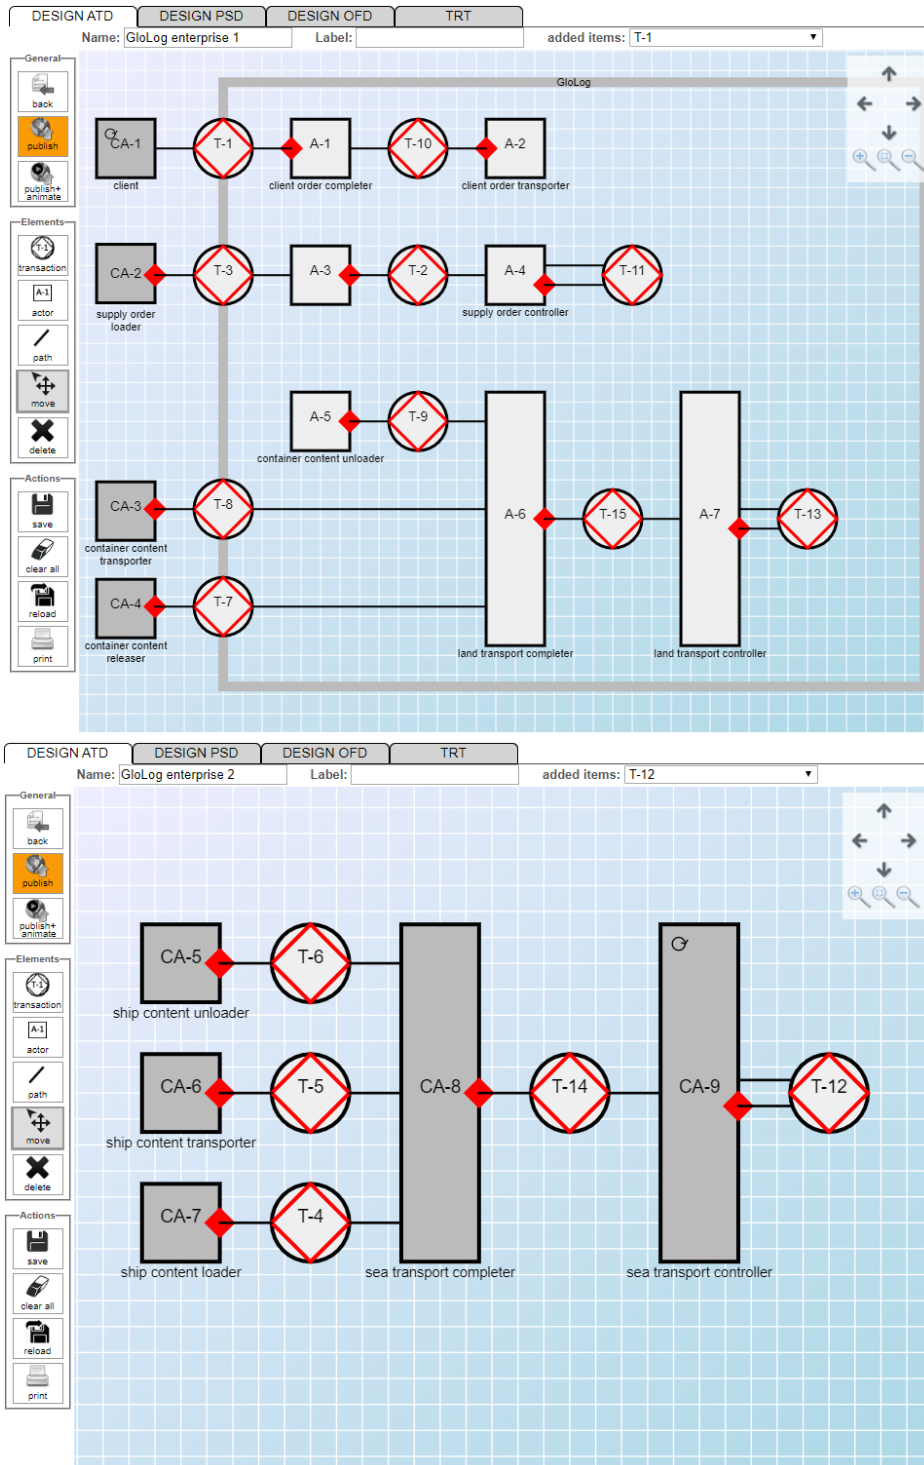 DESIGN ATD DESIGN PSD DESIGN OFD TRT
Name: GloLog enterprise 1 Label: added items: T-1
General
back
publish
publish+
animate
Elements
T-1
transaction
A-1
actor
path
move
delete
Actions
save
clear all
reload
print
GloLog
CA-1 T-1 A-1 T-10 A-2
client client order completer client order transporter
CA-2 T-3 A-3 T-2 A-4 T-11
supply order
loader
supply order controller
A-5 T-9
container content unloader
CA-3 T-8 A-6 T-15 A-7 T-13
container content
transporter
CA-4 T-7
container content
releaser
land transport completer land transport controller
DESIGN ATD DESIGN PSD DESIGN OFD TRT
Name: GloLog enterprise 2 Label: added items: T-12
General
back
publish
publish+
animate
Elements
T-1
transaction
A-1
actor
path
move
delete
Actions
save
clear all
reload
print
CA-5 T-6
ship content unloader
CA-6 T-5 CA-8 T-14 CA-9 T-12
ship content transporter
CA-7 T-4
ship content loader sea transport completer sea transport controller